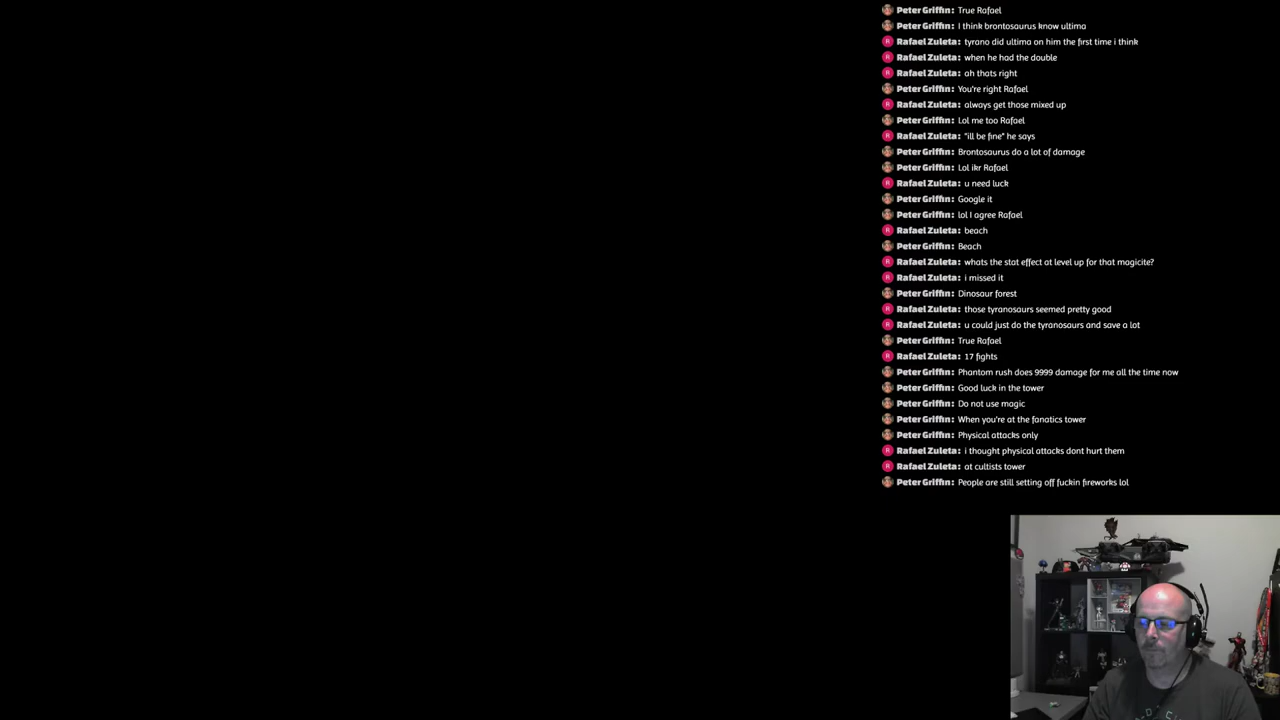 Peter Griffin: True Rafael
Peter Griffin: I think brontosaurus know ultima
R Rafael Zuleta: tyrano did ultima on him the first time i think
R Rafael Zuleta: when he had the double
R Rafael Zuleta: ah thats right
Peter Griffin: You're right Rafael
R Rafael Zuleta: always get those mixed up
Peter Griffin: Lol me too Rafael
R Rafael Zuleta: "ill be fine" he says
Peter Griffin: Brontosaurus do a lot of damage
Peter Griffin: Lol ikr Rafael
R Rafael Zuleta: u need luck
Peter Griffin: Google it
Peter Griffin: lol I agree Rafael
R Rafael Zuleta: beach
Peter Griffin: Beach
R Rafael Zuleta: whats the stat effect at level up for that magicite?
R Rafael Zuleta: i missed it
Peter Griffin: Dinosaur forest
R Rafael Zuleta: those tyranosaurs seemed pretty good
R Rafael Zuleta: u could just do the tyranosaurs and save a lot
Peter Griffin: True Rafael
R Rafael Zuleta: 17 fights
Peter Griffin: Phantom rush does 9999 damage for me all the time now
Peter Griffin: Good luck in the tower
Peter Griffin: Do not use magic
Peter Griffin: When you're at the fanatics tower
Peter Griffin: Physical attacks only
R Rafael Zuleta: i thought physical attacks dont hurt them
R Rafael Zuleta: at cultists tower
Peter Griffin: People are still setting off fuckin fireworks lol